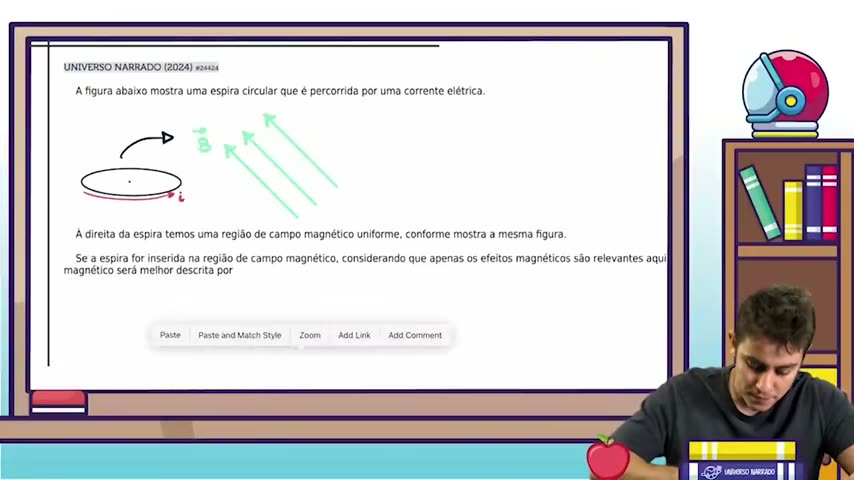 UNIVERSO NARRADO (2024) #24424
A figura abaixo mostra uma espira circular que é percorrida por uma corrente elétrica.
B
i
À direita da espira temos uma região de campo magnético uniforme, conforme mostra a mesma figura.
Se a espira for inserida na região de campo magnético, considerando que apenas os efeitos magnéticos são relevantes aqui
magnético será melhor descrita por
Paste Paste and Match Style Zoom Add Link Add Comment
UNIVERSO NARRADO